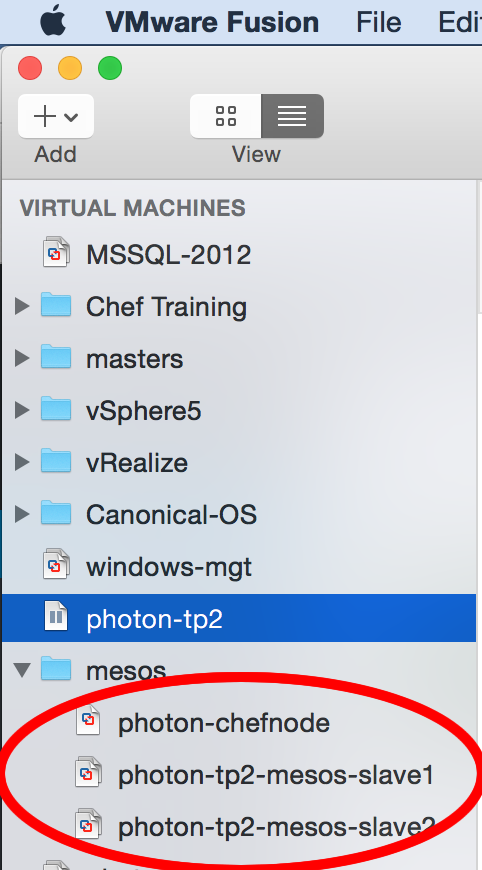 VMware Fusion File Edi
Add View
VIRTUAL MACHINES
MSSQL-2012
Chef Training
masters
vSphere5
vRealize
Canonical-OS
windows-mgt
photon-tp2
mesos
photon-chefnode
photon-tp2-mesos-slave1
photon-tp2-mesos-slave2